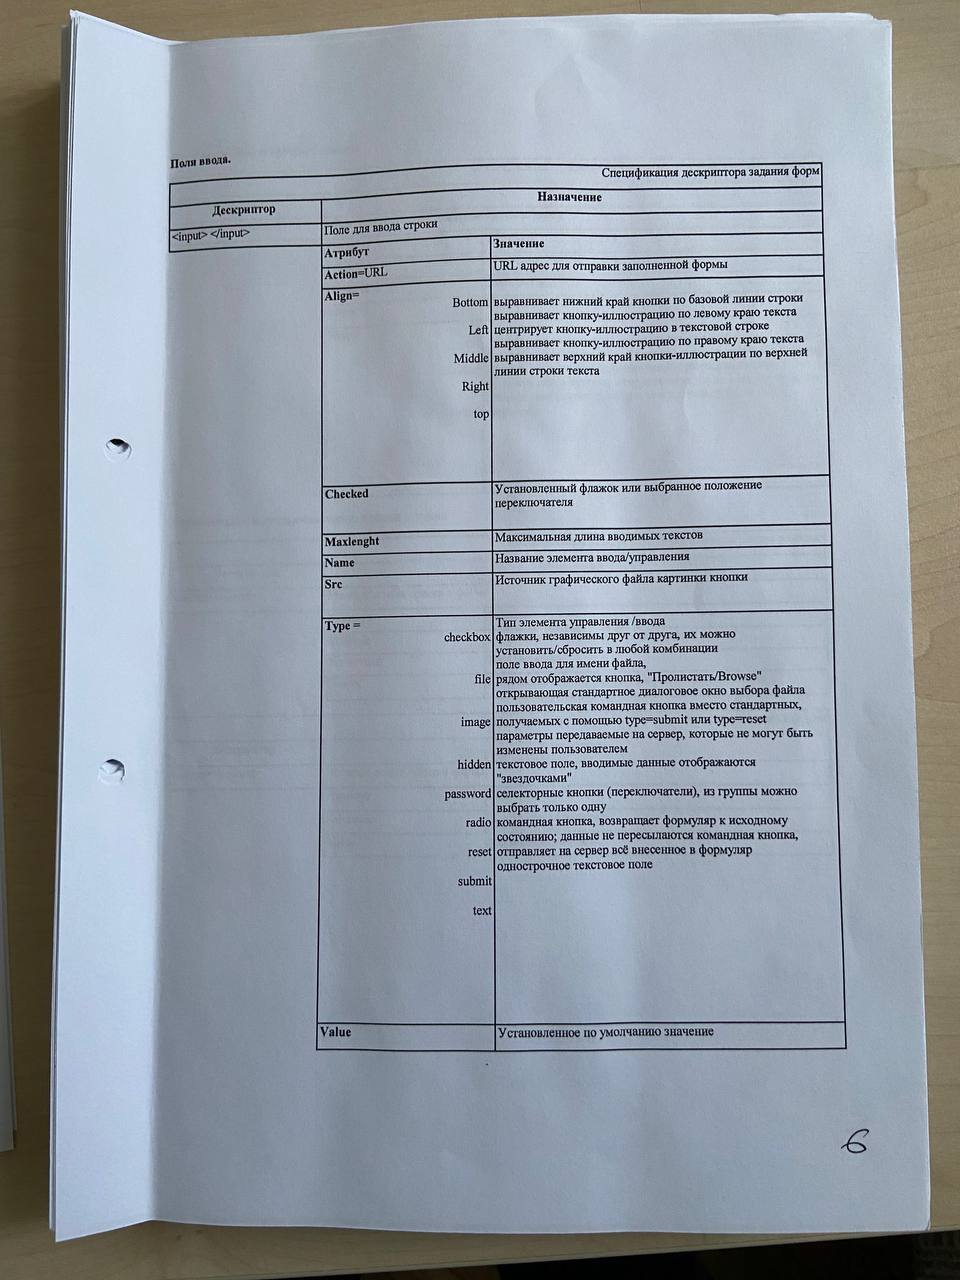 Поля ввода.
Спецификация дескриптора задания форм
Дескриптор
Назначение
<input> </input>
Поле для ввода строки
Атрибут
Значение
Action=URL
URL адрес для отправки заполненной формы
Align=
Bottom
выравнивает нижний край кнопки по базовой линии строки
выравнивает кнопку-иллюстрацию по левому краю текста
Left
центрирует кнопку-иллюстрацию в текстовой строке
выравнивает кнопку-иллюстрацию по правому краю текста
Middle
выравнивает верхний край кнопки-иллюстрации по верхней
линии строки текста
Right
top
Checked
Установленный флажок или выбранное положение
переключателя
Maxlenght
Максимальная длина вводимых текстов
Name
Название элемента ввода/управления
Src
Источник графического файла картинки кнопки
Type =
Тип элемента управления /ввода
checkbox
флажки, независимы друг от друга, их можно
установить/сбросить в любой комбинации
поле ввода для имени файла,
file
рядом отображается кнопка, "Пролистать/Browse"
открывающая стандартное диалоговое окно выбора файла
пользовательская командная кнопка вместо стандартных,
image
получаемых с помощью type=submit или type=reset
параметры передаваемые на сервер, которые не могут быть
изменены пользователем
hidden
текстовое поле, вводимые данные отображаются
"звездочками"
password
селекторные кнопки (переключатели), из группы можно
выбрать только одну
radio
командная кнопка, возвращает формуляр к исходному
состоянию; данные не пересылаются командная кнопка,
reset
отправляет на сервер всё внесенное в формуляр
однострочное текстовое поле
submit
text
Value
Установленное по умолчанию значение
6